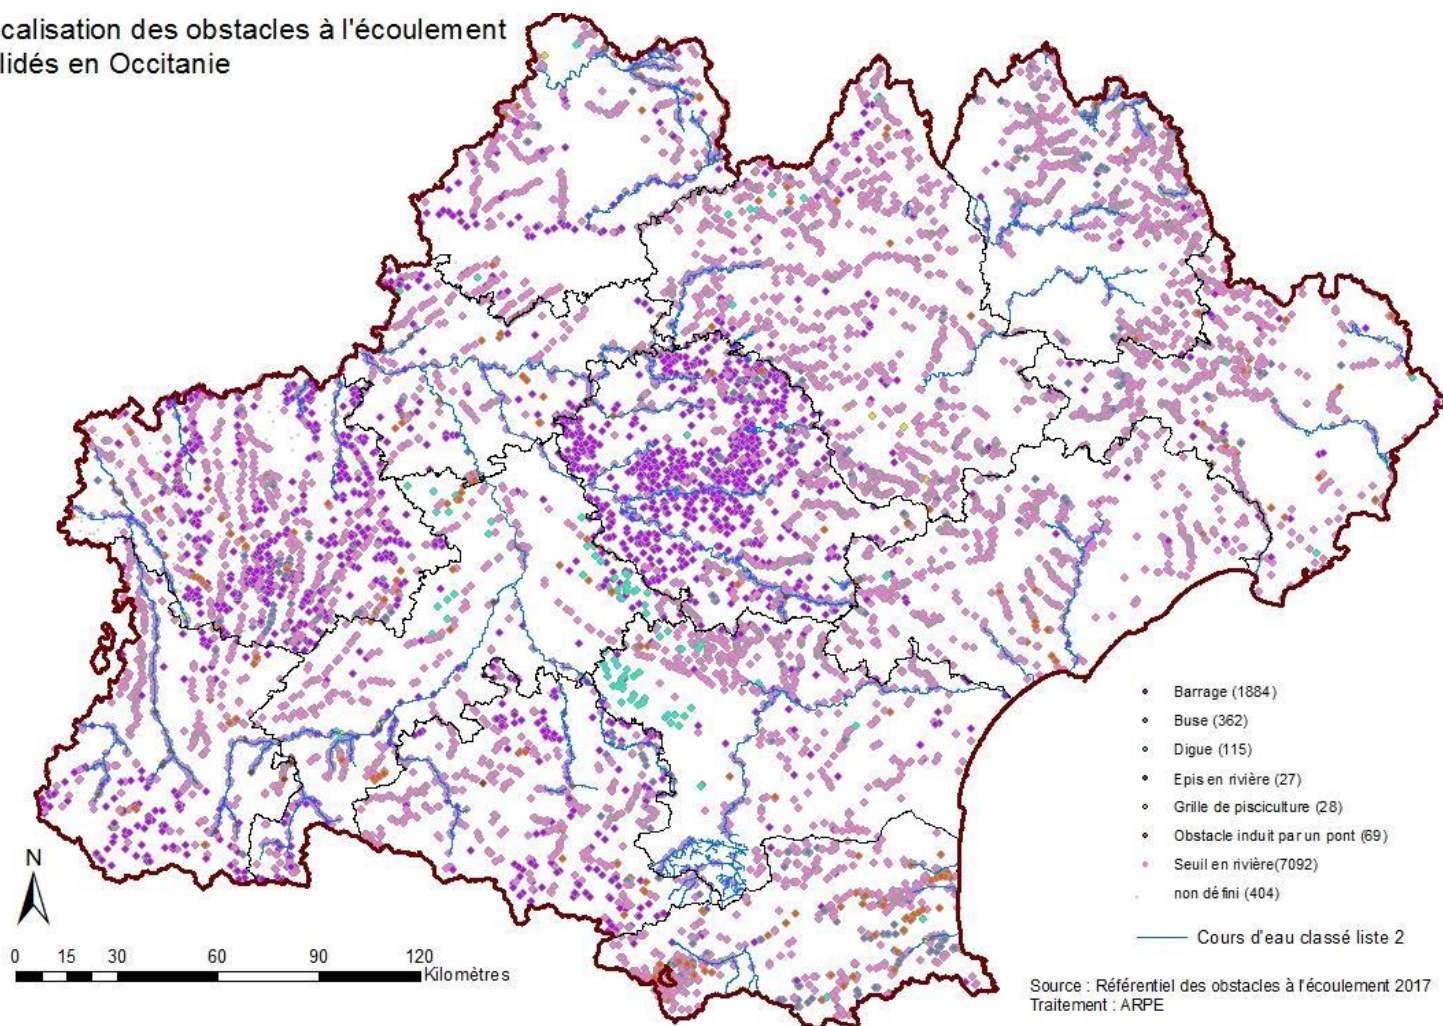 calisation des obstacles à l'écoulement
lidés en Occitanie
Barrage (1884)
Buse (362)
Digue (115)
Epis en rivière (27)
Grille de pisciculture (28)
Obstacle induit par un pont (69)
Seuil en rivière(7092)
non défini (404)
Cours d'eau classé liste 2
N
0 15 30 60 90 120
Kilomètres
Source : Référentiel des obstacles à l'écoulement 2017
Traitement : ARPE